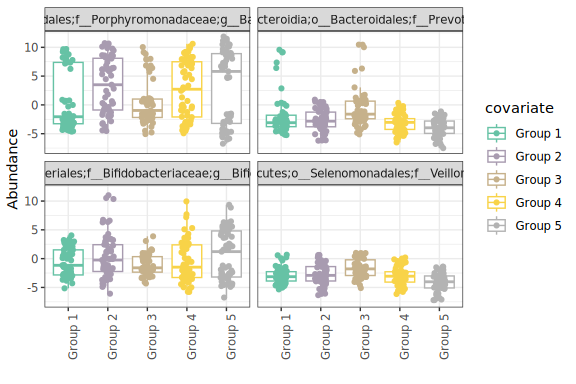 dales;f__Porphyromonadaceae;g__Ba
cteroidia;o__Bacteroidales;f__Prevot
10
5
0
-5
eriales;f__Bifidobacteriaceae;g__Bifi
cutes;o__Selenomonadales;f__Veillon
10
5
0
-5
Abundance
Group 1
Group 2
Group 3
Group 4
Group 5
Group 1
Group 2
Group 3
Group 4
Group 5
covariate
Group 1
Group 2
Group 3
Group 4
Group 5